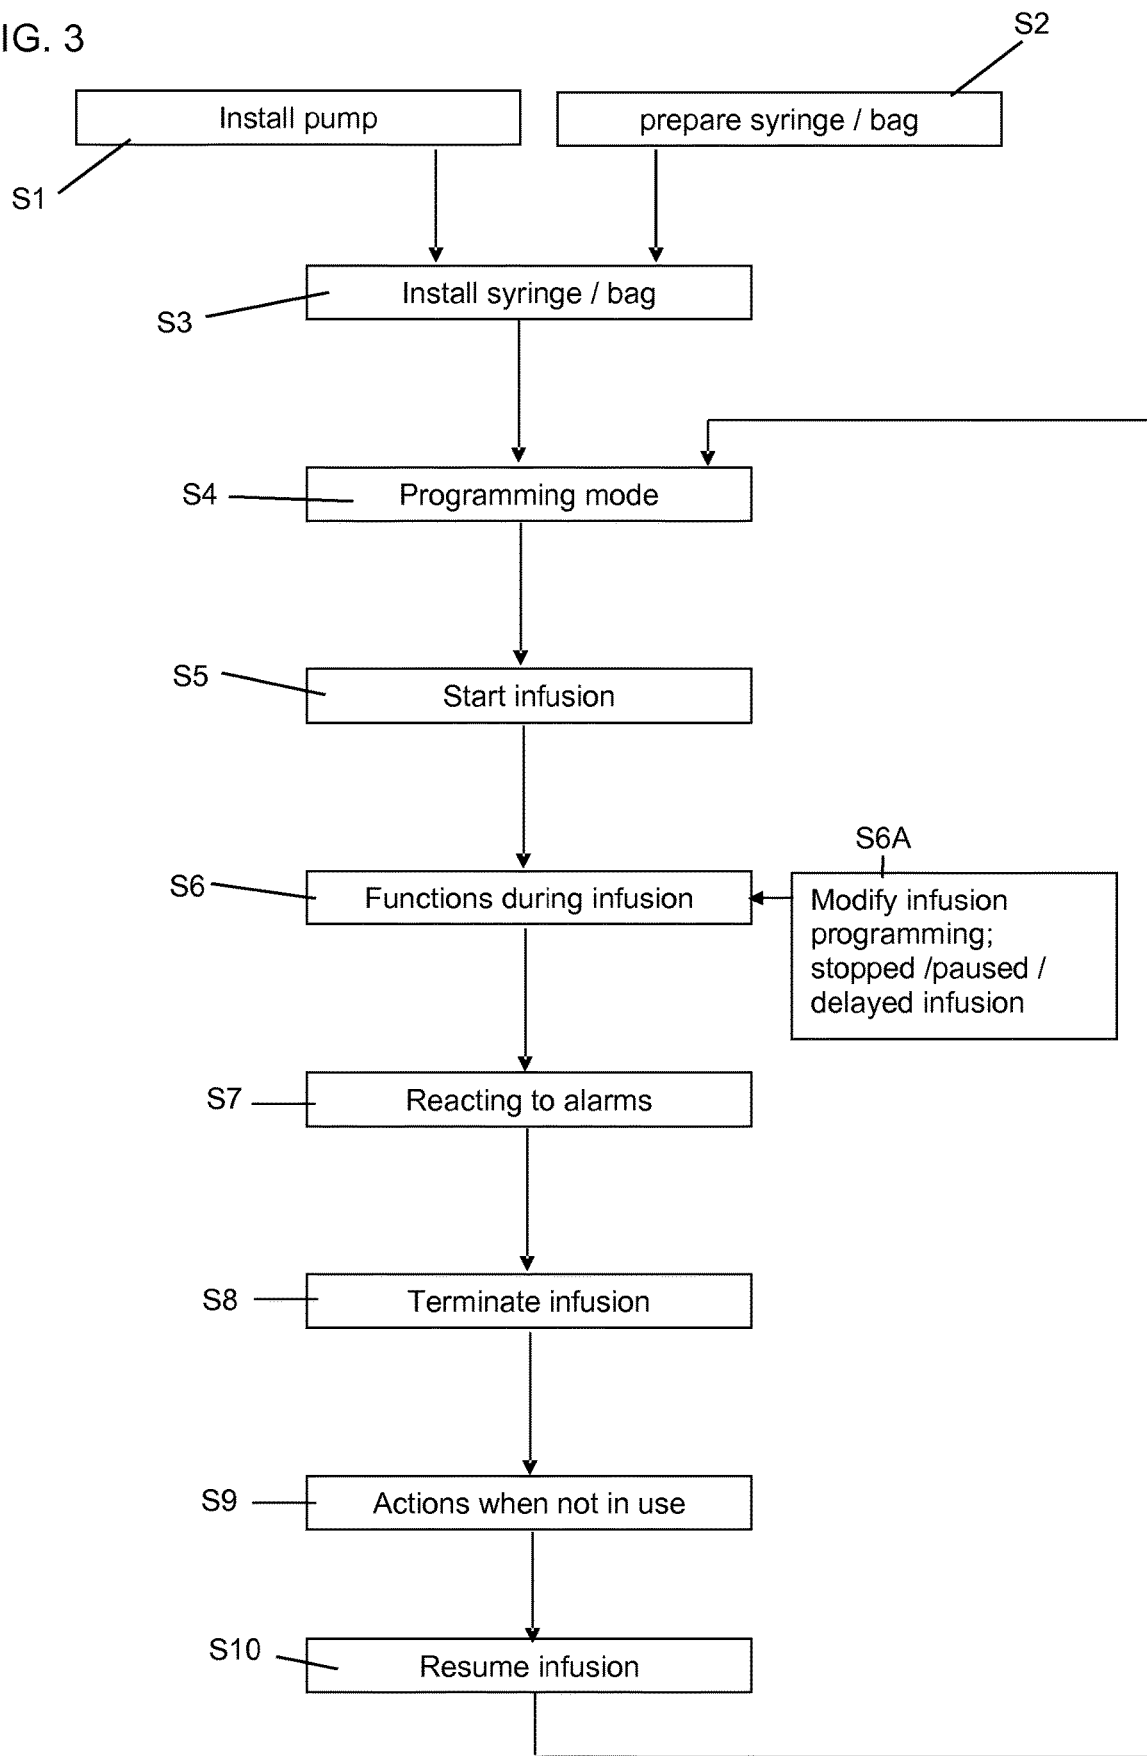 IG. 3
S2
Install pump
prepare syringe / bag
S1
Install syringe / bag
S3
S4
Programming mode
S5
Start infusion
S6A
S6
Functions during infusion
Modify infusion
programming;
stopped /paused /
delayed infusion
S7
Reacting to alarms
S8
Terminate infusion
S9
Actions when not in use
S10
Resume infusion